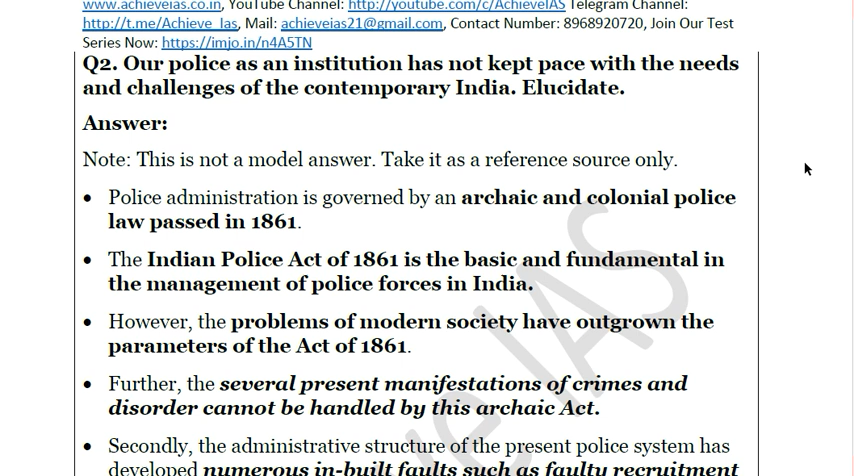 www.achieveias.co.in, YouTube Channel: http://youtube.com/c/AchieveIAS Telegram Channel:
http://t.me/Achieve_Ias, Mail: achieveias21@gmail.com, Contact Number: 8968920720, Join Our Test
Series Now: https://imjo.in/n4A5TN
Q2. Our police as an institution has not kept pace with the needs
and challenges of the contemporary India. Elucidate.
Answer:
Note: This is not a model answer. Take it as a reference source only.
• Police administration is governed by an archaic and colonial police
law passed in 1861.
• The Indian Police Act of 1861 is the basic and fundamental in
the management of police forces in India.
• However, the problems of modern society have outgrown the
parameters of the Act of 1861.
• Further, the several present manifestations of crimes and
disorder cannot be handled by this archaic Act.
• Secondly, the administrative structure of the present police system has
developed numerous in-built faults such as faulty recruitment
e IAS